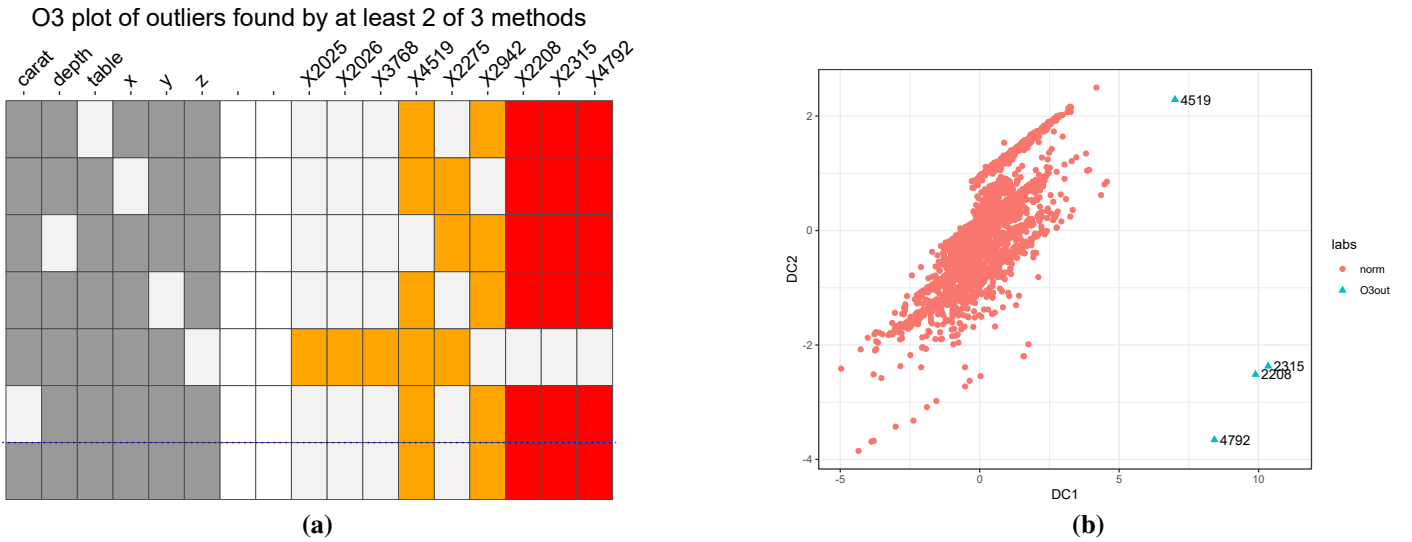 O3 plot of outliers found by at least 2 of 3 methods
carat depth table x y z - - X2025 X2026 X3768 X4519 X2275 X2942 X2208 X2315 X4792
(a)
2
0
-2
-4
-5 0 5 10
DC1
DC2
4519
2315
2208
4792
labs
norm
O3out
(b)